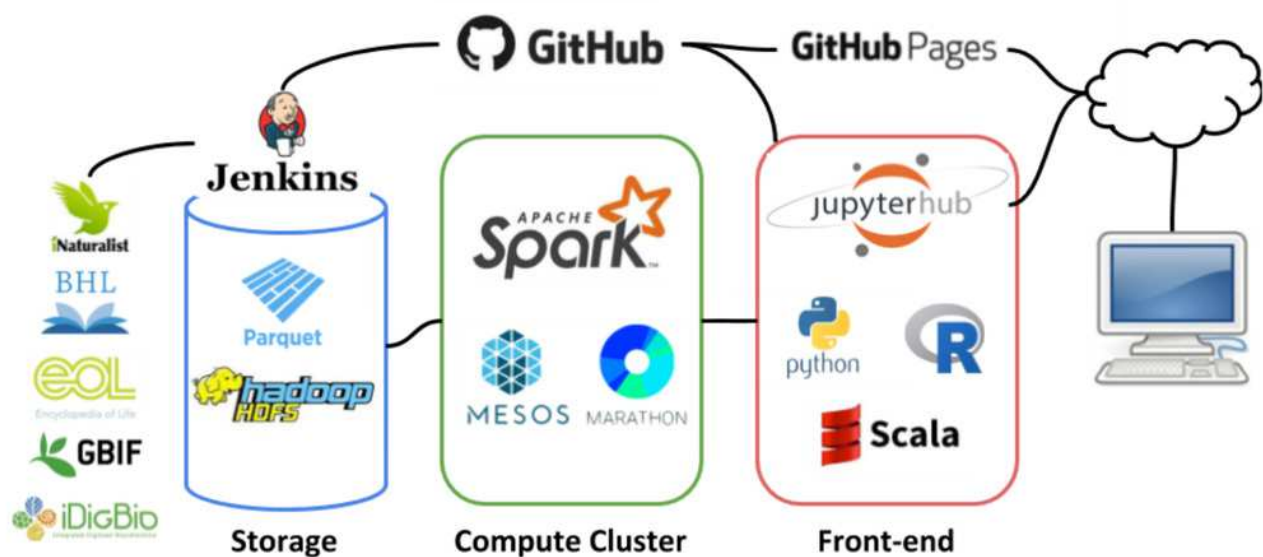 GitHub
GitHub Pages
Jenkins
iNaturalist
BHL
eOL
Encyclopedia of Life
GBIF
iDigBio
Parquet
hadoop
HDFS
Storage
APACHE
Spark
MESOS
MARATHON
Compute Cluster
jupyterhub
python
R
Scala
Front-end